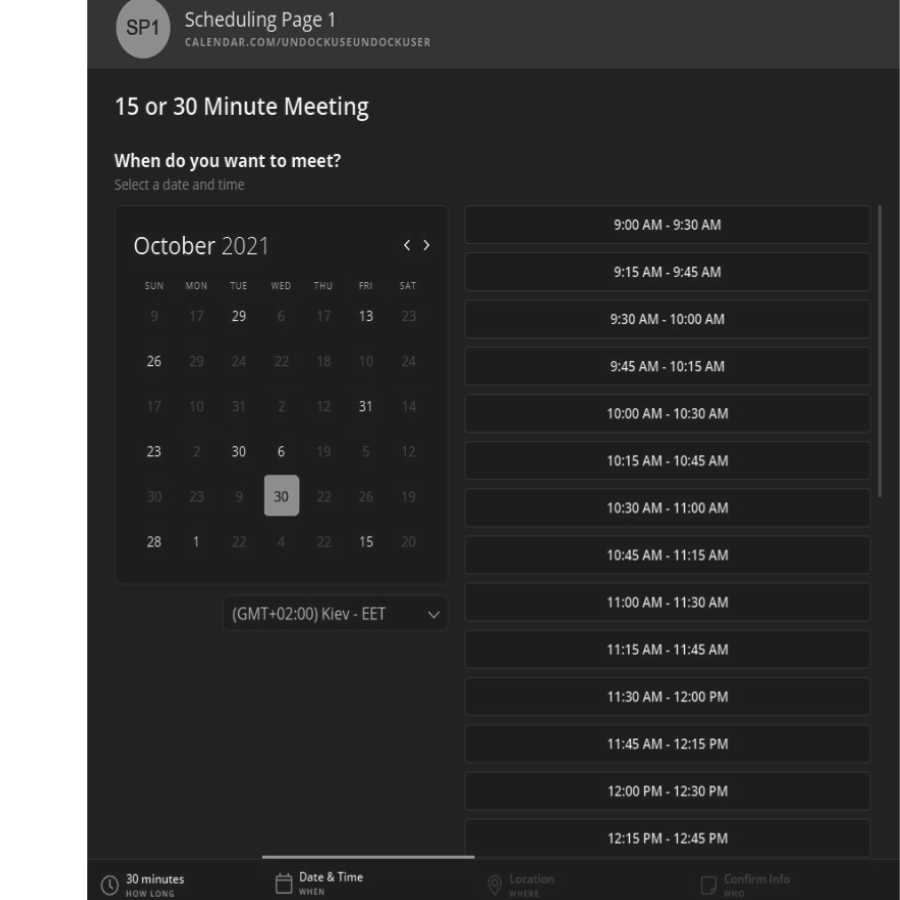 SP1
Scheduling Page 1
CALENDAR.COM/UNDOCKUSEUNDOCKUSER
15 or 30 Minute Meeting
When do you want to meet?
Select a date and time
October 2021
SUN MON TUE WED THU FRI SAT
9 17 29 6 17 13 23
26 29 24 22 18 10 24
17 10 31 2 12 31 14
23 2 30 6 19 5 12
30 23 9 30 22 26 19
28 1 22 4 22 15 20
(GMT+02:00) Kiev - EET
9:00 AM - 9:30 AM
9:15 AM - 9:45 AM
9:30 AM - 10:00 AM
9:45 AM - 10:15 AM
10:00 AM - 10:30 AM
10:15 AM - 10:45 AM
10:30 AM - 11:00 AM
10:45 AM - 11:15 AM
11:00 AM - 11:30 AM
11:15 AM - 11:45 AM
11:30 AM - 12:00 PM
11:45 AM - 12:15 PM
12:00 PM - 12:30 PM
12:15 PM - 12:45 PM
30 minutes
HOW LONG
Date & Time
WHEN
Location
WHERE
Confirm Info
WHO